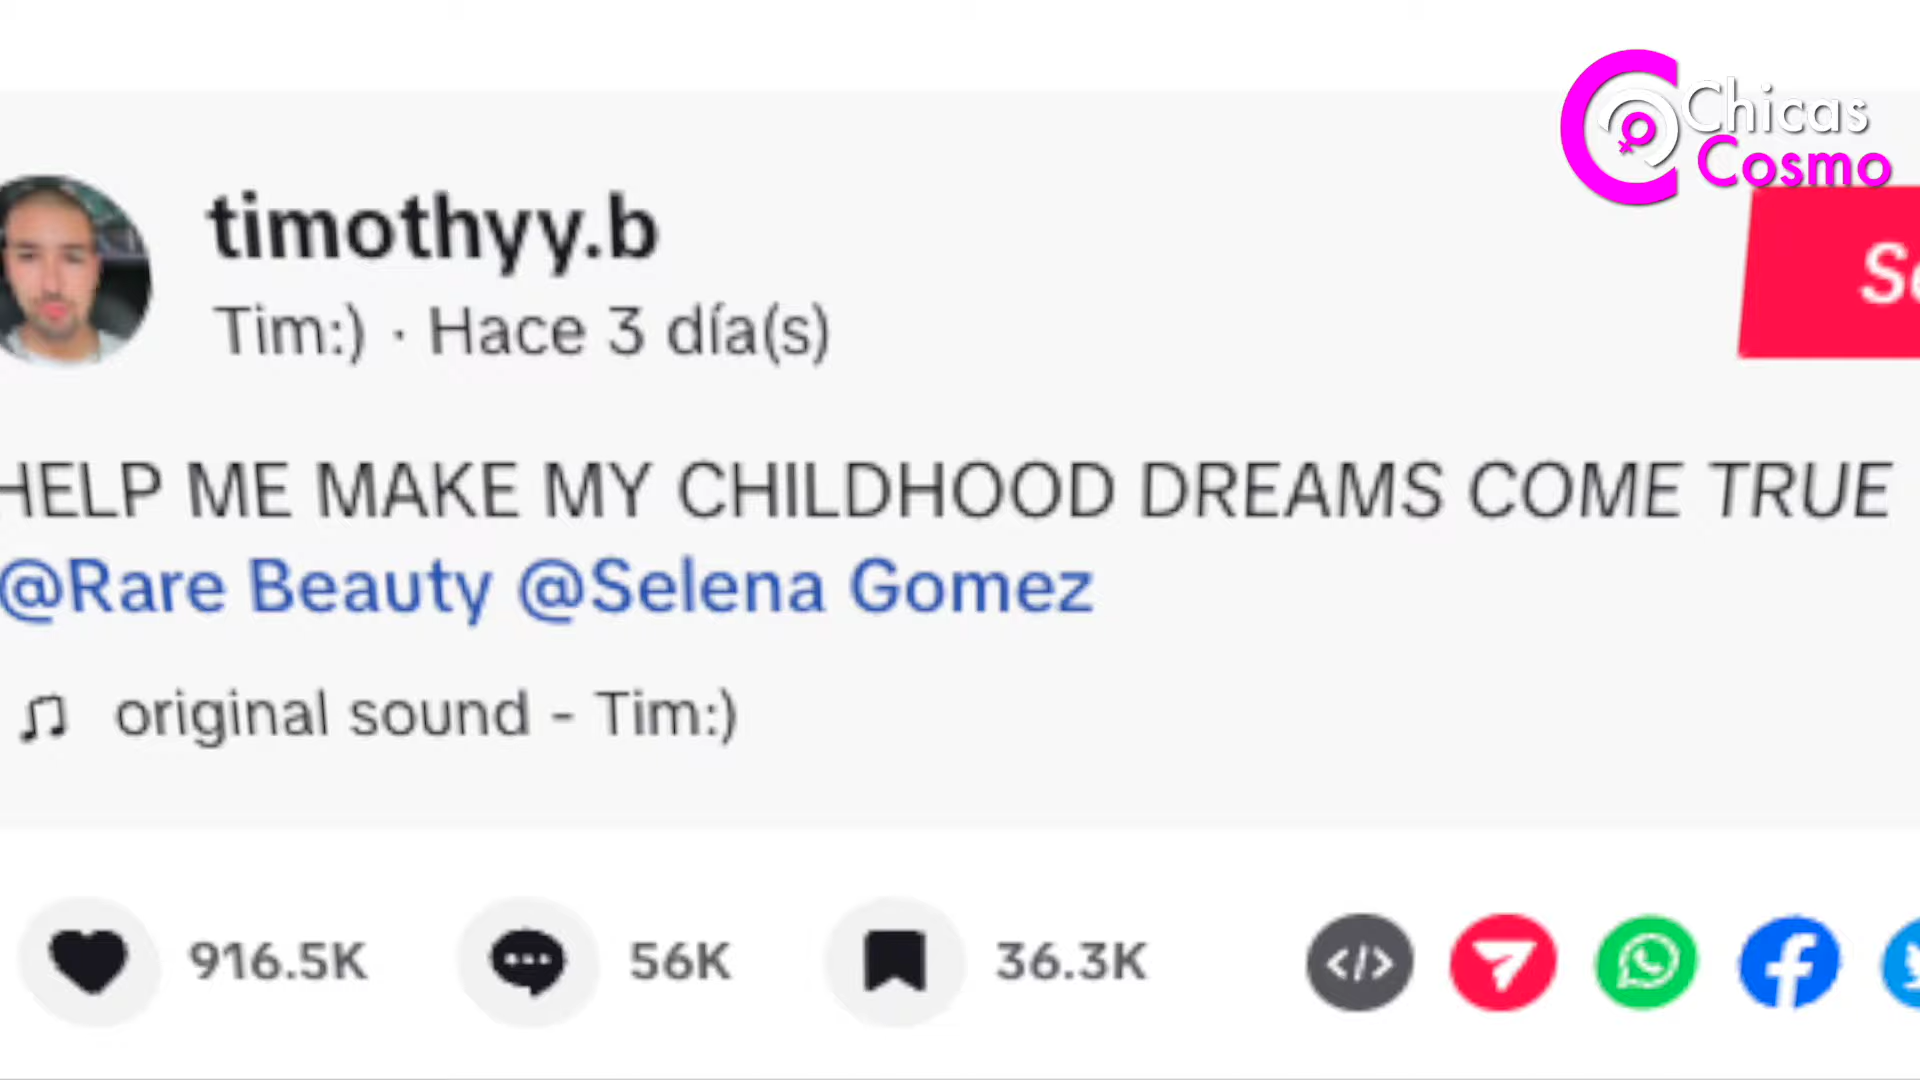 Chicas
Cosmo
timothyy.b
Tim:) · Hace 3 día(s)
HELP ME MAKE MY CHILDHOOD DREAMS COME TRUE
@Rare Beauty @Selena Gomez
original sound - Tim:)
916.5K
56K
36.3K